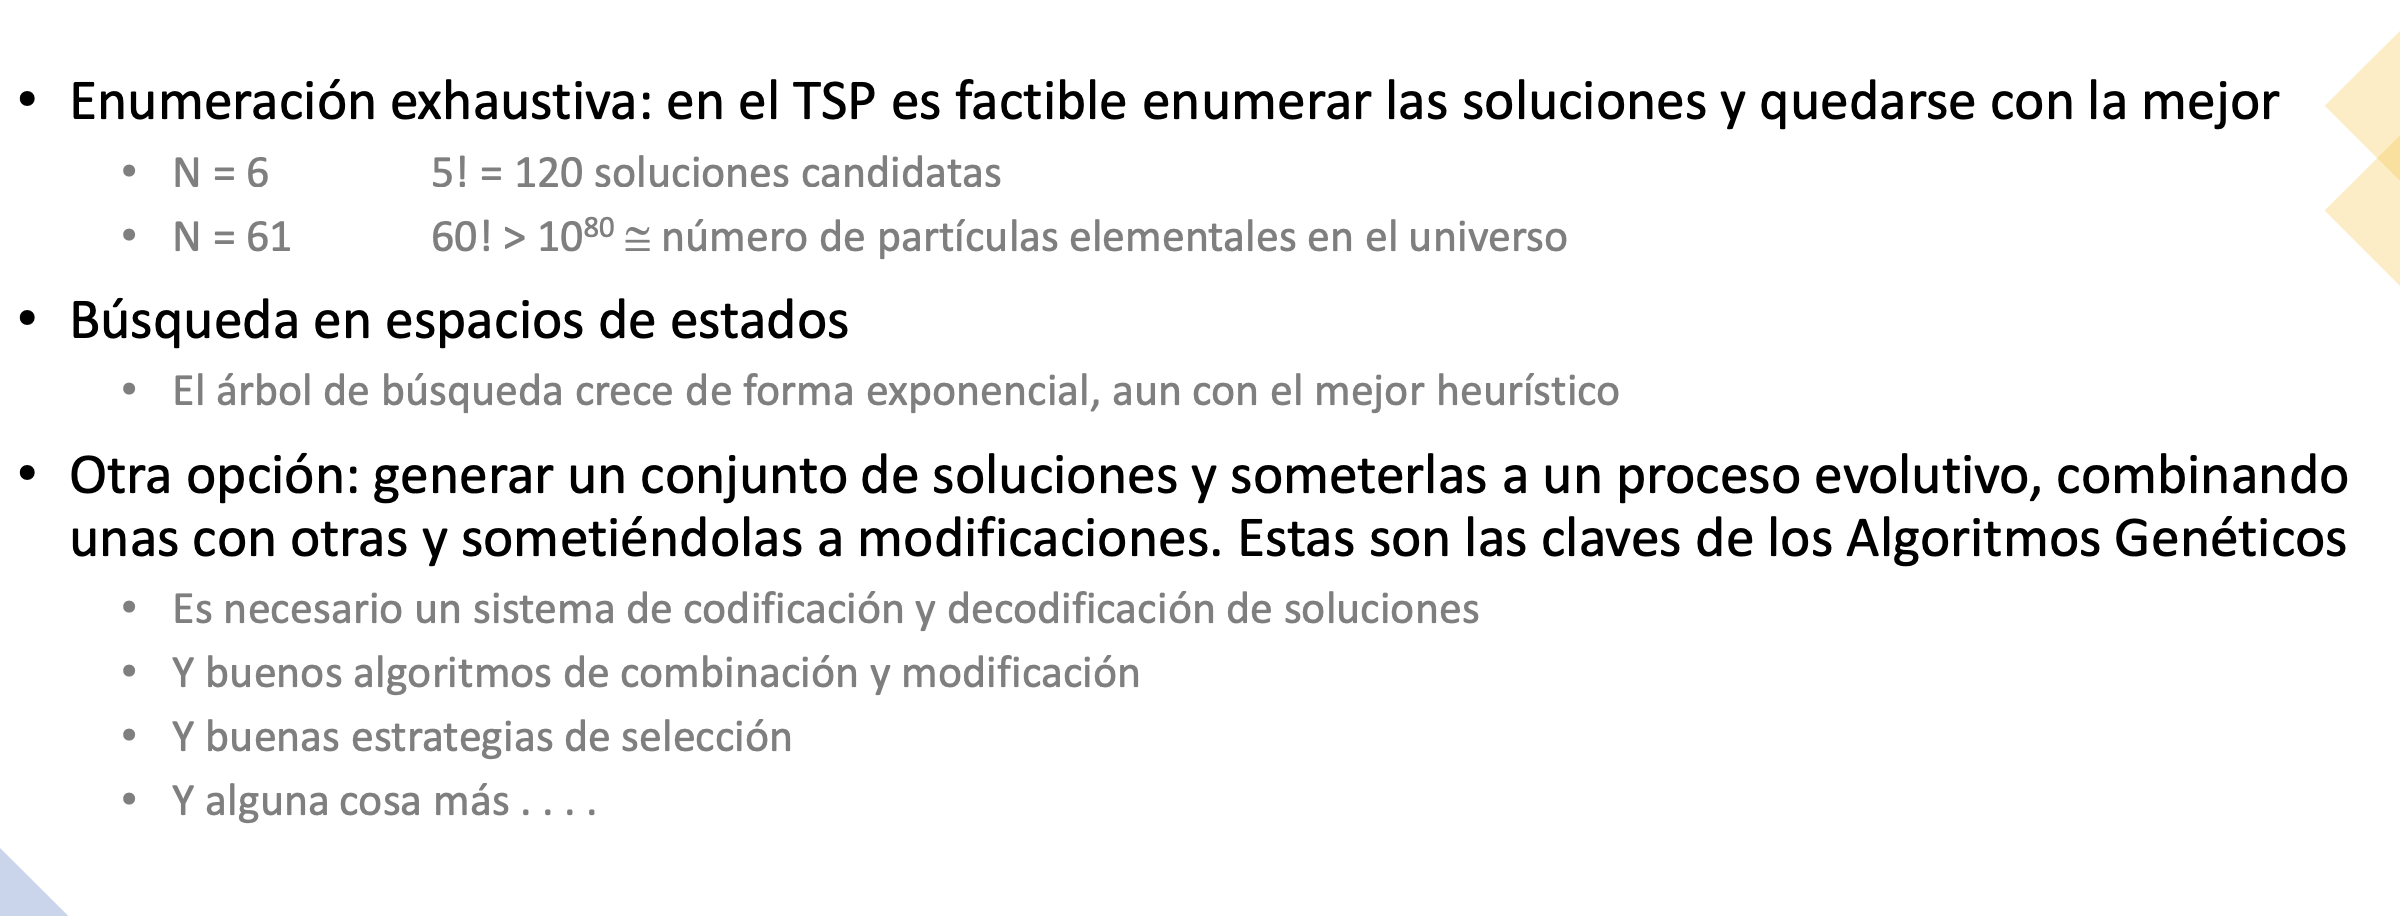 • Enumeración exhaustiva: en el TSP es factible enumerar las soluciones y quedarse con la mejor
• N = 6 5! = 120 soluciones candidatas
• N = 61 60! > 10⁸⁰ ≅ número de partículas elementales en el universo
• Búsqueda en espacios de estados
• El árbol de búsqueda crece de forma exponencial, aun con el mejor heurístico
• Otra opción: generar un conjunto de soluciones y someterlas a un proceso evolutivo, combinando
unas con otras y sometiéndolas a modificaciones. Estas son las claves de los Algoritmos Genéticos
• Es necesario un sistema de codificación y decodificación de soluciones
• Y buenos algoritmos de combinación y modificación
• Y buenas estrategias de selección
• Y alguna cosa más . . . .